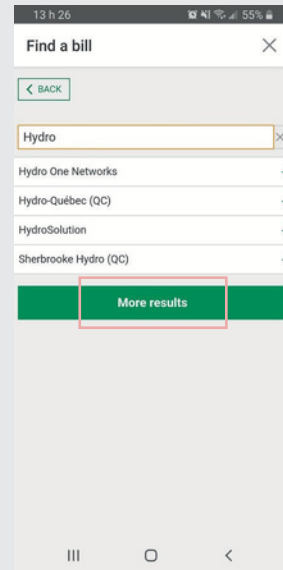 13 h 26
55%
Find a bill
BACK
Hydro
Hydro One Networks
Hydro-Québec (QC)
HydroSolution
Sherbrooke Hydro (QC)
More results